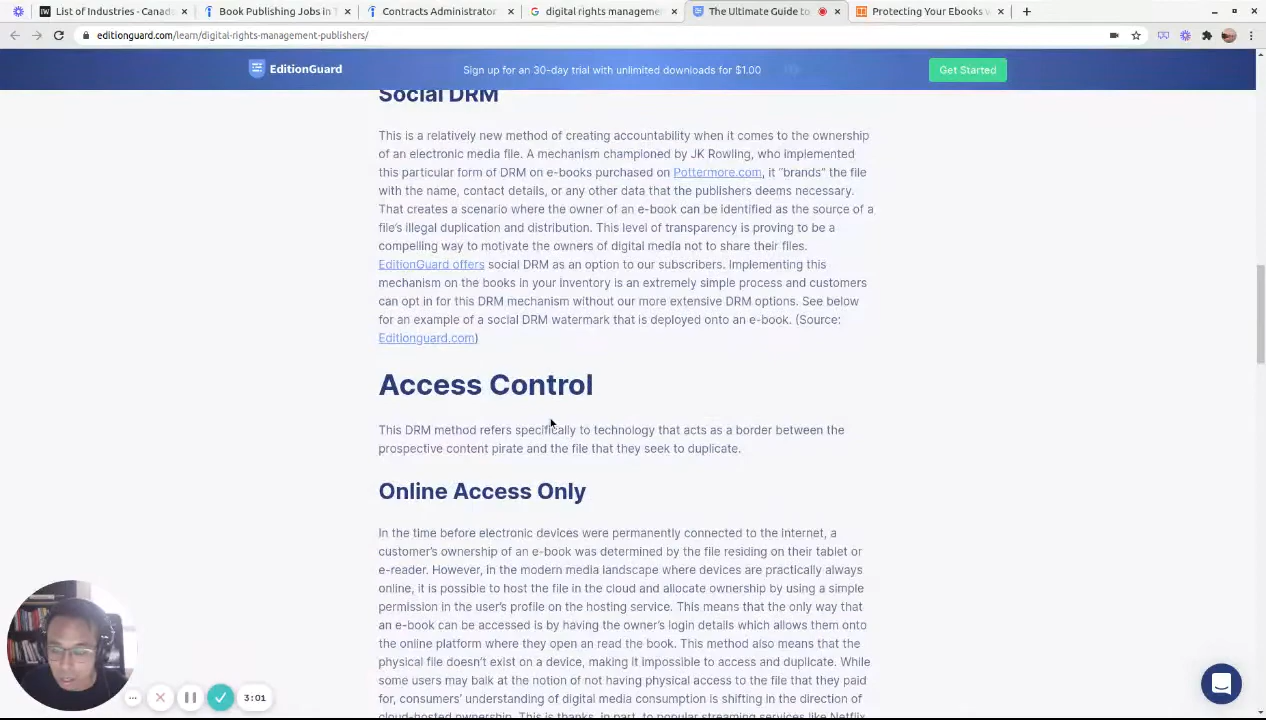 List of Industries - Canad
Book Publishing Jobs in T
Contracts Administrator
digital rights manageme
The Ultimate Guide to
Protecting Your Ebooks v
editionguard.com/learn/digital-rights-management-publishers/
EditionGuard
Sign up for an 30-day trial with unlimited downloads for $1.00
Get Started
Social DRM
This is a relatively new method of creating accountability when it comes to the ownership
of an electronic media file. A mechanism championed by JK Rowling, who implemented
this particular form of DRM on e-books purchased on Pottermore.com, it “brands” the file
with the name, contact details, or any other data that the publishers deems necessary.
That creates a scenario where the owner of an e-book can be identified as the source of a
file’s illegal duplication and distribution. This level of transparency is proving to be a
compelling way to motivate the owners of digital media not to share their files.
EditionGuard offers social DRM as an option to our subscribers. Implementing this
mechanism on the books in your inventory is an extremely simple process and customers
can opt in for this DRM mechanism without our more extensive DRM options. See below
for an example of a social DRM watermark that is deployed onto an e-book. (Source:
Editionguard.com)
Access Control
This DRM method refers specifically to technology that acts as a border between the
prospective content pirate and the file that they seek to duplicate.
Online Access Only
In the time before electronic devices were permanently connected to the internet, a
customer’s ownership of an e-book was determined by the file residing on their tablet or
e-reader. However, in the modern media landscape where devices are practically always
online, it is possible to host the file in the cloud and allocate ownership by using a simple
permission in the user’s profile on the hosting service. This means that the only way that
an e-book can be accessed is by having the owner’s login details which allows them onto
the online platform where they open an read the book. This method also means that the
physical file doesn’t exist on a device, making it impossible to access and duplicate. While
some users may balk at the notion of not having physical access to the file that they paid
for, consumers’ understanding of digital media consumption is shifting in the direction of
cloud-hosted ownership. This is thanks, in part, to popular streaming services like Netflix
3:01